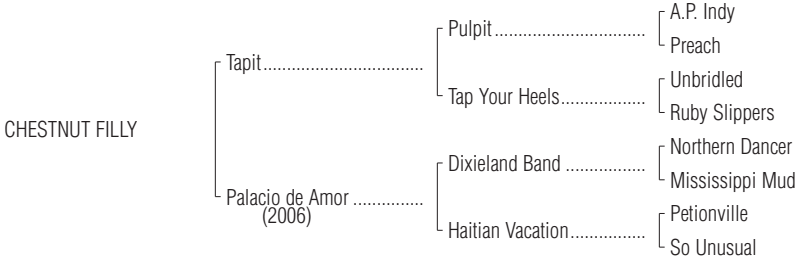 A.P. Indy
Pulpit..............................
Preach
Tapit................................
Unbridled
Tap Your Heels.................
Ruby Slippers
CHESTNUT FILLY
Northern Dancer
Dixieland Band ................
Mississippi Mud
Palacio de Amor ..............
(2006)
Petionville
Haitian Vacation...............
So Unusual